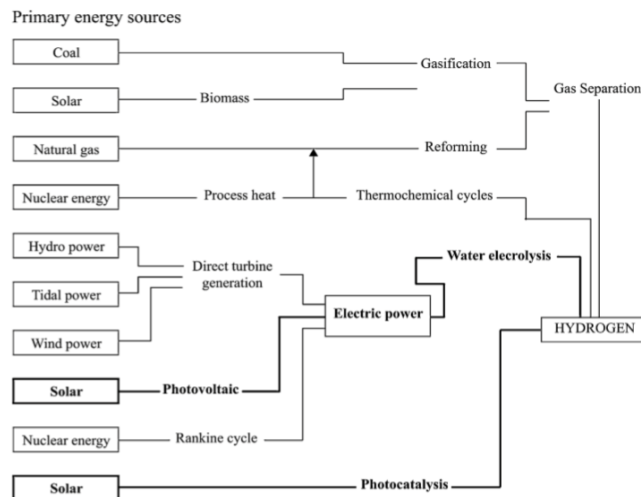 Primary energy sources
Coal
Gasification
Gas Separation
Solar
Biomass
Natural gas
Reforming
Nuclear energy
Process heat
Thermochemical cycles
Hydro power
Direct turbine
generation
Water elecrolysis
Tidal power
Electric power
HYDROGEN
Wind power
Solar
Photovoltaic
Nuclear energy
Rankine cycle
Solar
Photocatalysis